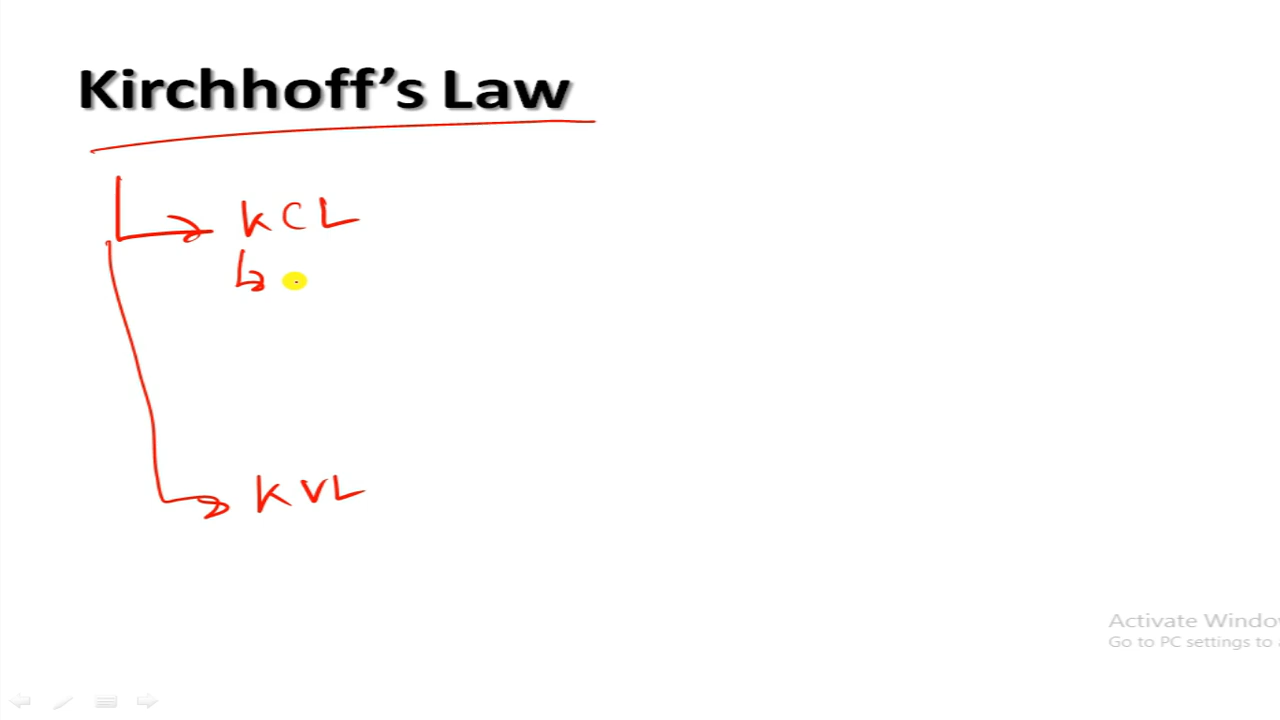 Kirchhoff's Law
KCL
KVL
Activate Windo
Go to PC settings to a